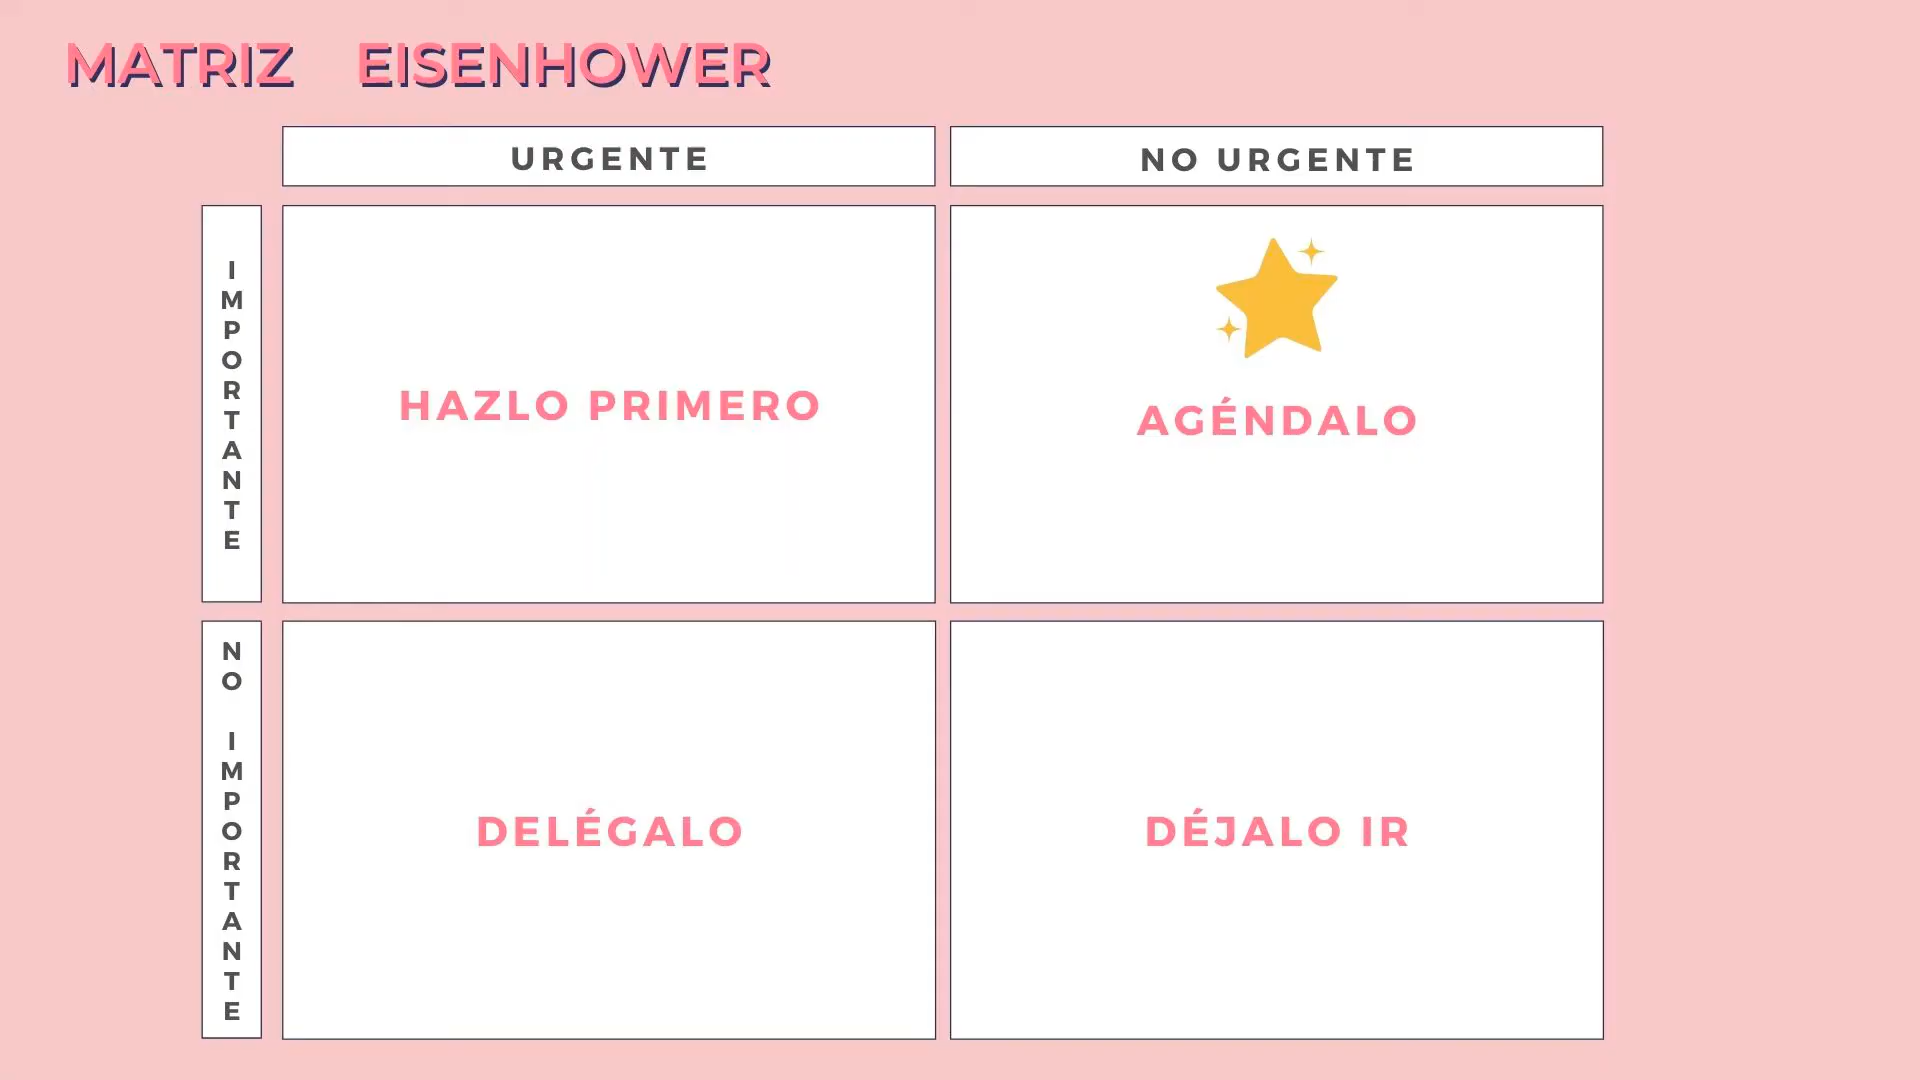 MATRIZ EISENHOWER
URGENTE
NO URGENTE
IMPORTANTE
HAZLO PRIMERO
AGÉNDALO
NO IMPORTANTE
DELÉGALO
DÉJALO IR